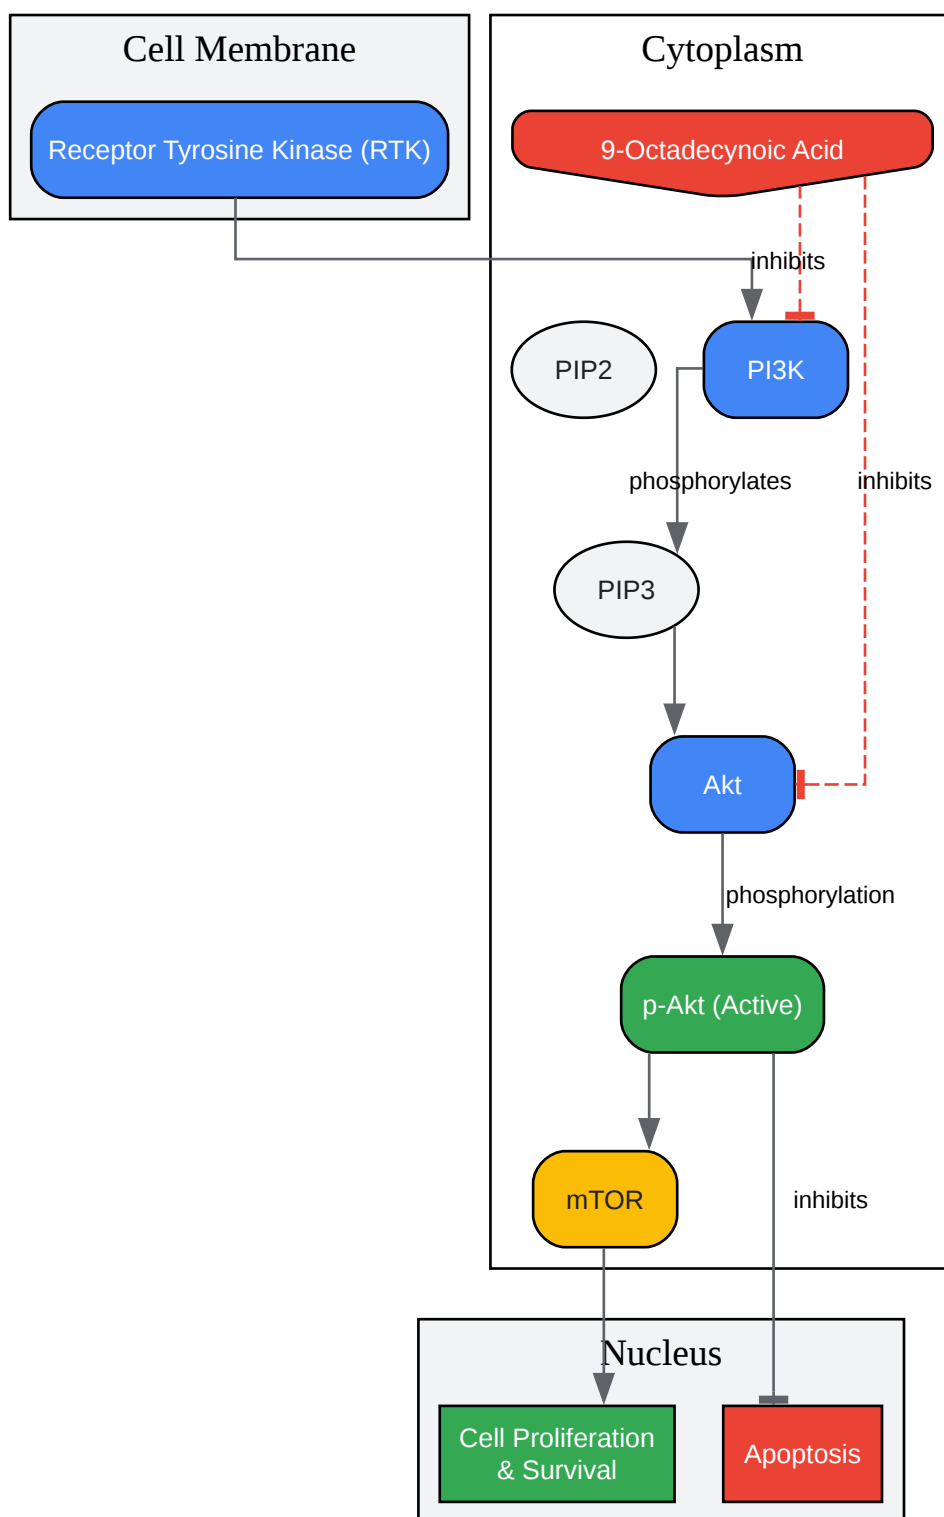 Cell Membrane
Cytoplasm
Receptor Tyrosine Kinase (RTK)
9-Octadecynoic Acid
inhibits
PIP2
PI3K
phosphorylates
inhibits
PIP3
Akt
phosphorylation
p-Akt (Active)
mTOR
inhibits
Nucleus
Cell Proliferation
& Survival
Apoptosis